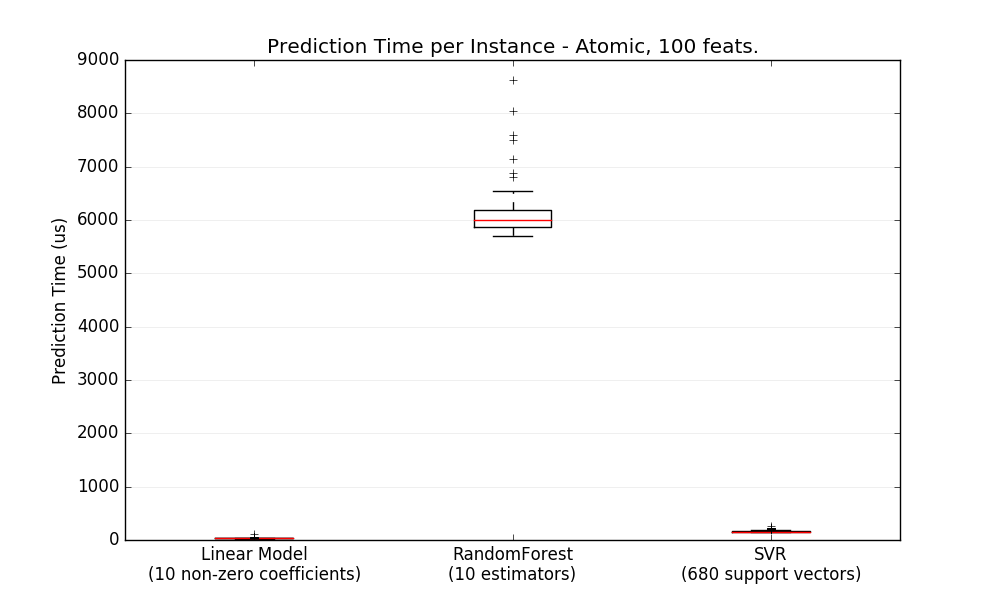 Prediction Time per Instance - Atomic, 100 feats.
Prediction Time (us)
9000
8000
7000
6000
5000
4000
3000
2000
1000
0
Linear Model
(10 non-zero coefficients)
RandomForest
(10 estimators)
SVR
(680 support vectors)